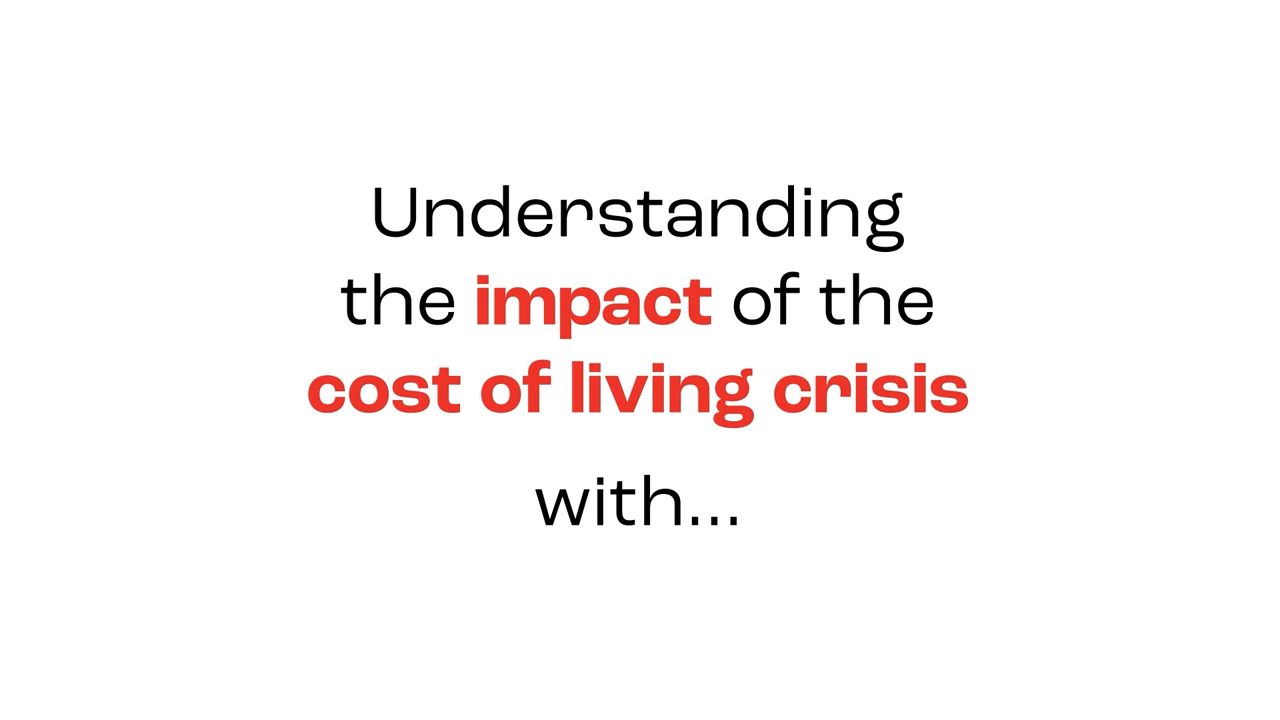 Understanding
the impact of the
cost of living crisis
with...